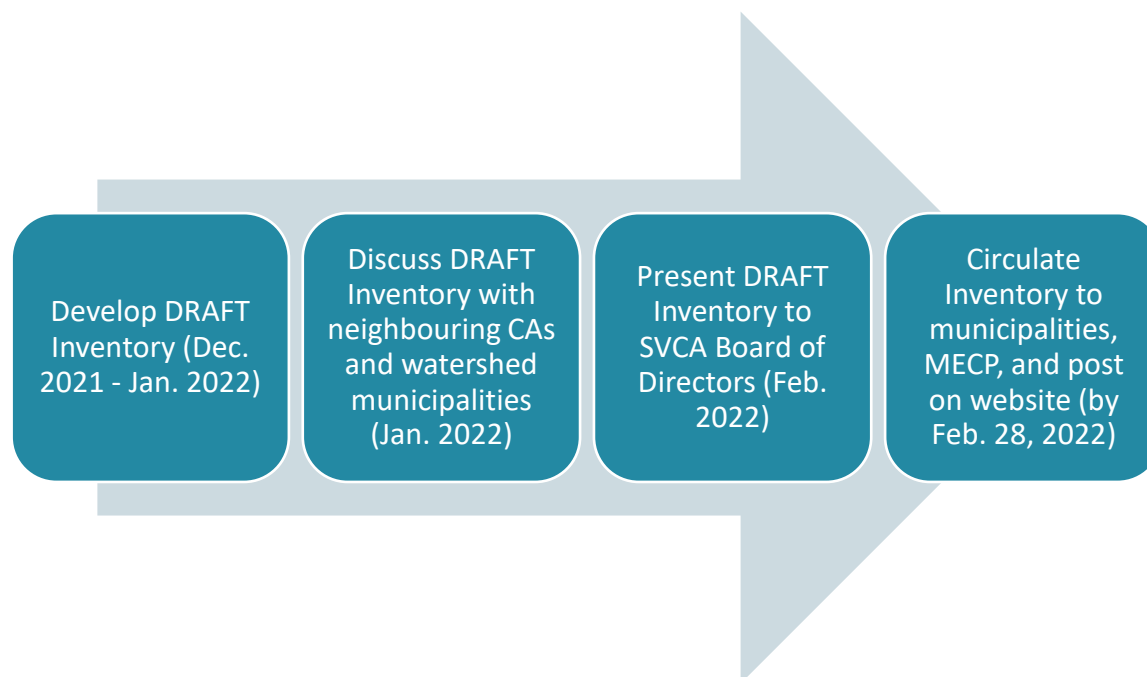 Develop DRAFT
Inventory (Dec.
2021 - Jan. 2022)
Discuss DRAFT
Inventory with
neighbouring CAs
and watershed
municipalities
(Jan. 2022)
Present DRAFT
Inventory to
SVCA Board of
Directors (Feb.
2022)
Circulate
Inventory to
municipalities,
MECP, and post
on website (by
Feb. 28, 2022)